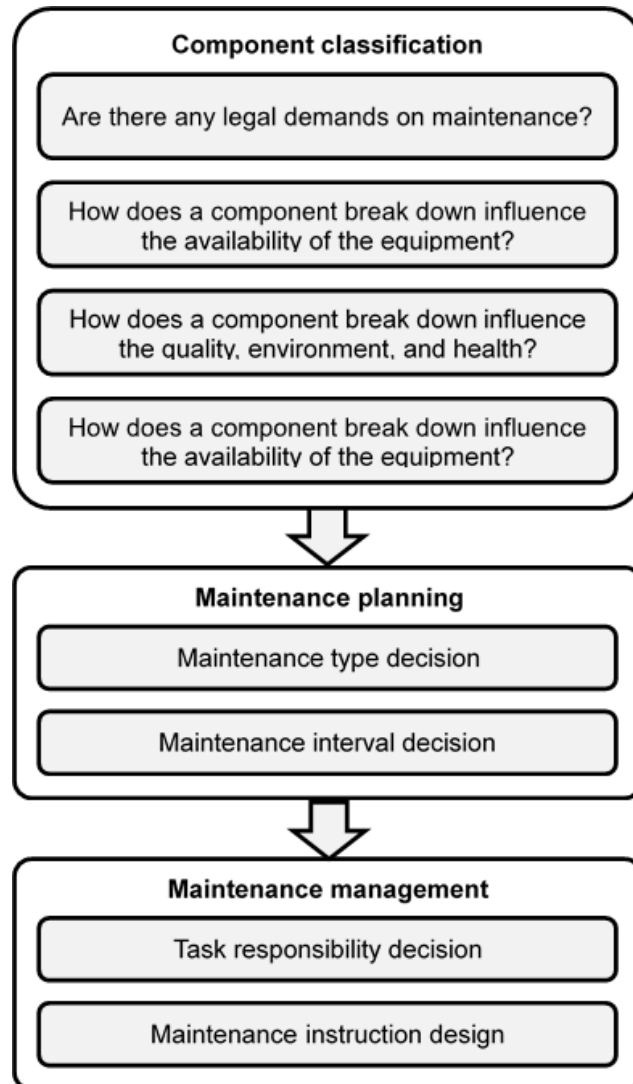 Component classification
Are there any legal demands on maintenance?
How does a component break down influence
the availability of the equipment?
How does a component break down influence
the quality, environment, and health?
How does a component break down influence
the availability of the equipment?
Maintenance planning
Maintenance type decision
Maintenance interval decision
Maintenance management
Task responsibility decision
Maintenance instruction design